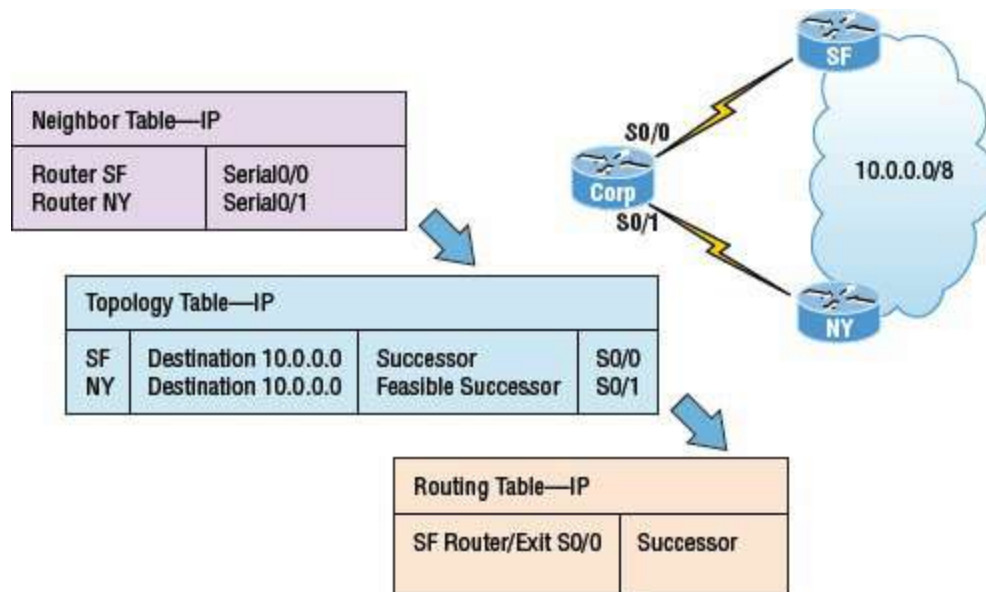 SF
Neighbor Table—IP
S0/0
Router SF Serial0/0
10.0.0.0/8
Router NY Serial0/1
Corp
S0/1
Topology Table—IP
NY
SF Destination 10.0.0.0 Successor S0/0
NY Destination 10.0.0.0 Feasible Successor S0/1
Routing Table—IP
SF Router/Exit S0/0 Successor